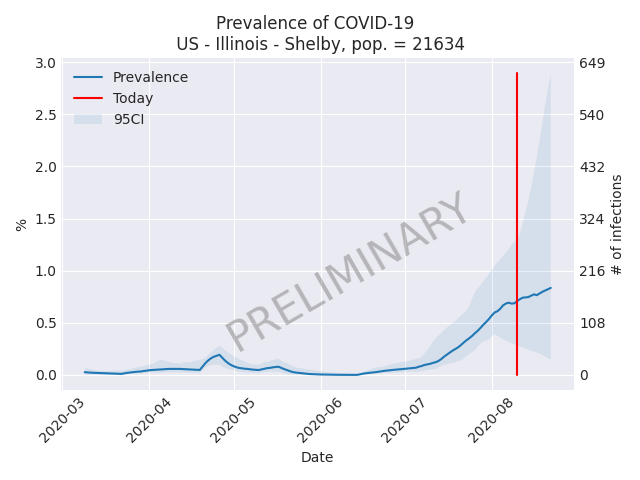 Prevalence of COVID-19
US - Illinois - Shelby, pop. = 21634
Prevalence
Today
95CI
3.0
2.5
2.0
1.5
1.0
0.5
0.0
%
649
540
432
324
216
108
0
# of infections
PRELIMINARY
2020-03
2020-04
2020-05
2020-06
2020-07
2020-08
Date